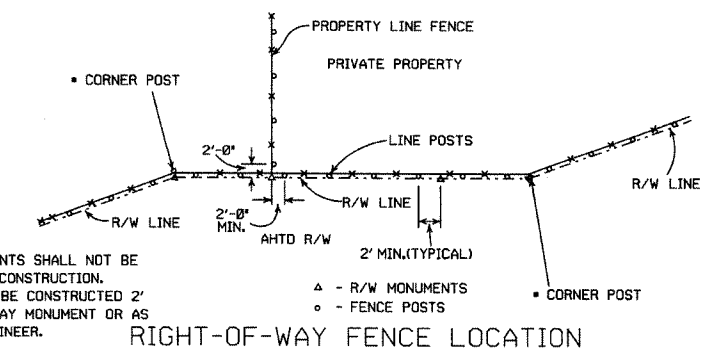 PROPERTY LINE FENCE
PRIVATE PROPERTY
▪ CORNER POST
2'-0"
LINE POSTS
R/W LINE
R/W LINE
R/W LINE
2'-0"
MIN.
AHTD R/W
2' MIN.(TYPICAL)
NTS SHALL NOT BE
CONSTRUCTION.
BE CONSTRUCTED 2'
AY MONUMENT OR AS
INEER.
△ - R/W MONUMENTS
○ - FENCE POSTS
▪ CORNER POST
RIGHT-OF-WAY FENCE LOCATION